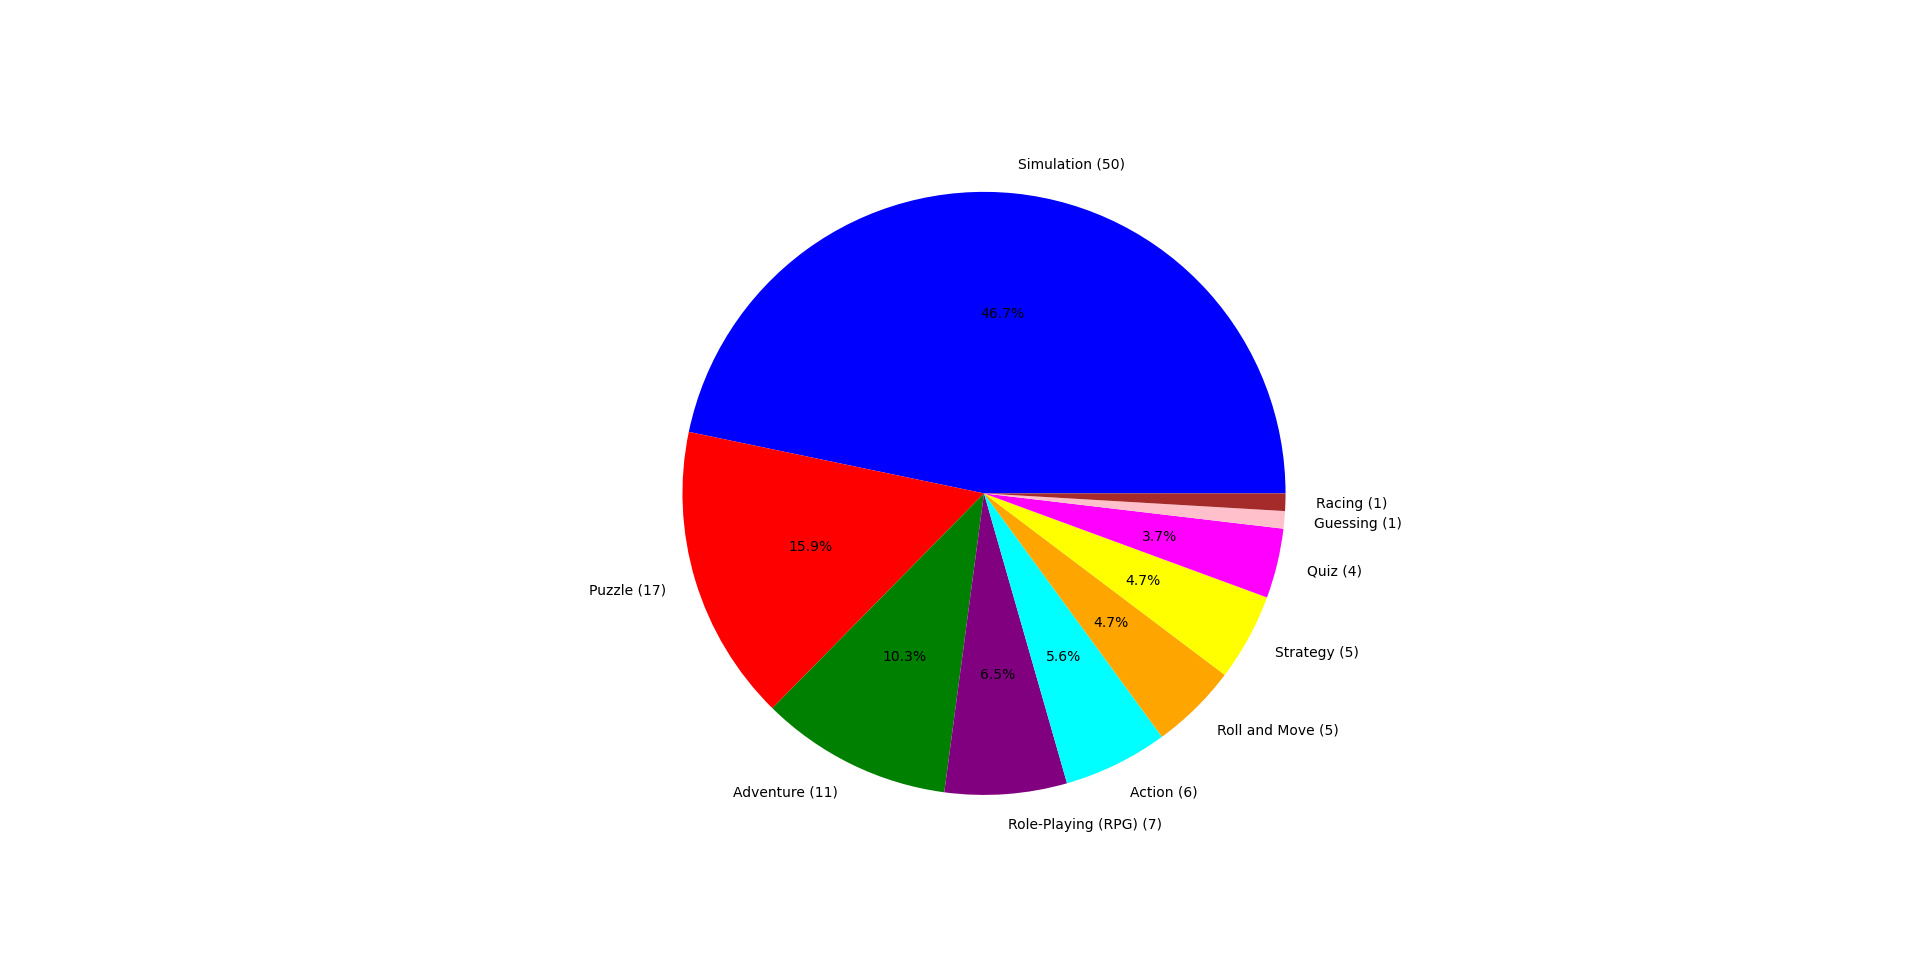 Simulation (50)
46.7%
Racing (1)
Guessing (1)
3.7%
15.9%
Quiz (4)
4.7%
Puzzle (17)
4.7%
Strategy (5)
10.3%
5.6%
6.5%
Roll and Move (5)
Adventure (11)
Action (6)
Role-Playing (RPG) (7)